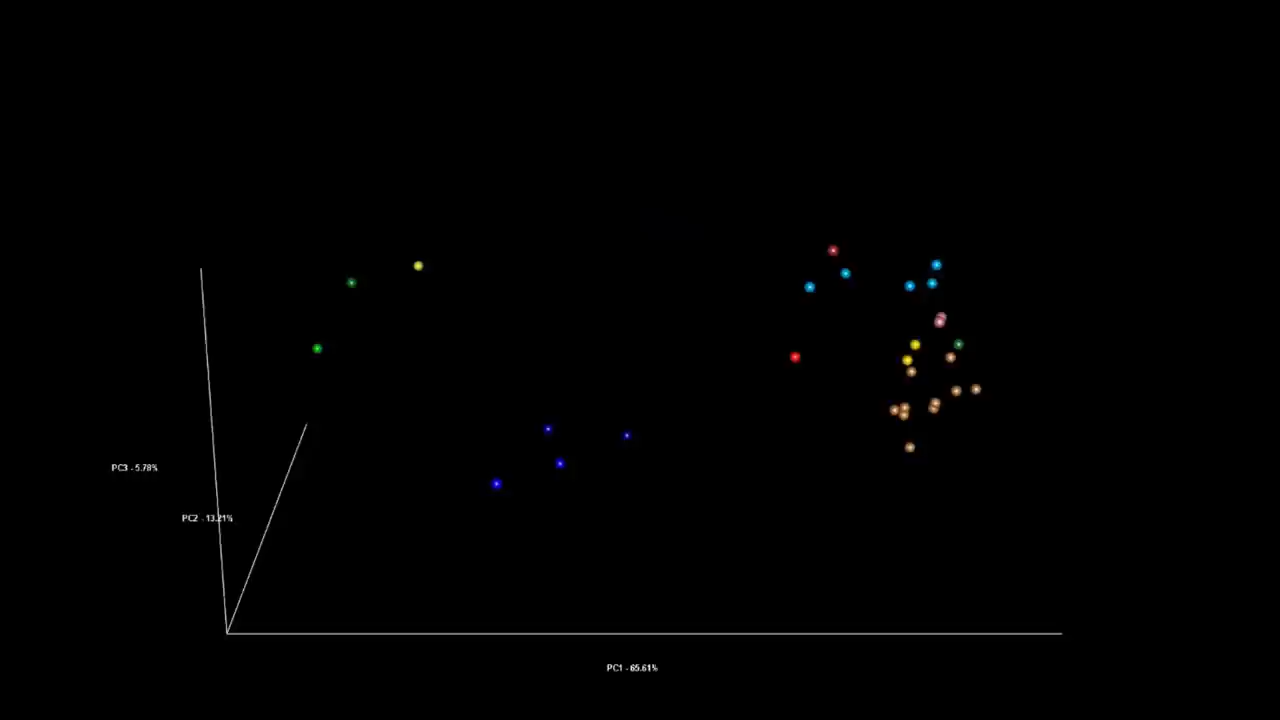 PC3 - 5.78%
PC2 - 13.21%
PC1 - 65.61%